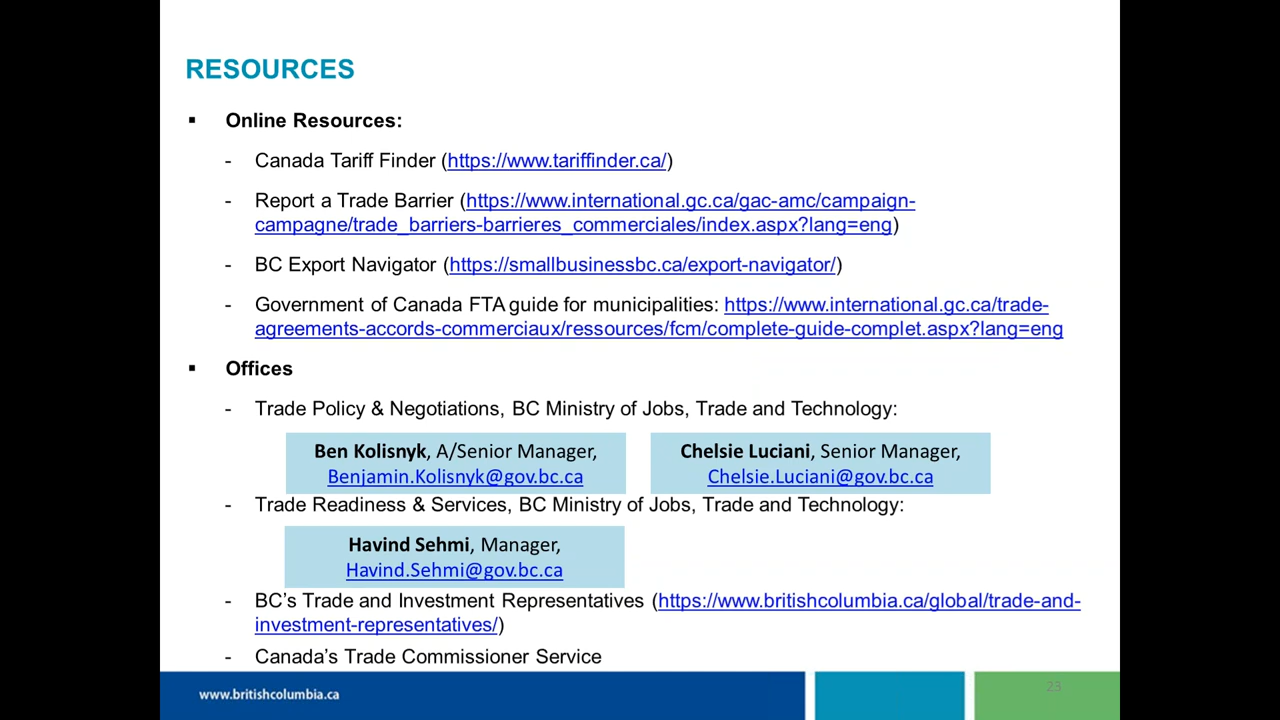 RESOURCES
▪ Online Resources:
- Canada Tariff Finder (https://www.tariffinder.ca/)
- Report a Trade Barrier (https://www.international.gc.ca/gac-amc/campaign-
campagne/trade_barriers-barrieres_commerciales/index.aspx?lang=eng)
- BC Export Navigator (https://smallbusinessbc.ca/export-navigator/)
- Government of Canada FTA guide for municipalities: https://www.international.gc.ca/trade-
agreements-accords-commerciaux/ressources/fcm/complete-guide-complet.aspx?lang=eng
▪ Offices
- Trade Policy & Negotiations, BC Ministry of Jobs, Trade and Technology:
Ben Kolisnyk, A/Senior Manager,
Benjamin.Kolisnyk@gov.bc.ca
Chelsie Luciani, Senior Manager,
Chelsie.Luciani@gov.bc.ca
- Trade Readiness & Services, BC Ministry of Jobs, Trade and Technology:
Havind Sehmi, Manager,
Havind.Sehmi@gov.bc.ca
- BC's Trade and Investment Representatives (https://www.britishcolumbia.ca/global/trade-and-
investment-representatives/)
- Canada's Trade Commissioner Service
www.britishcolumbia.ca
23